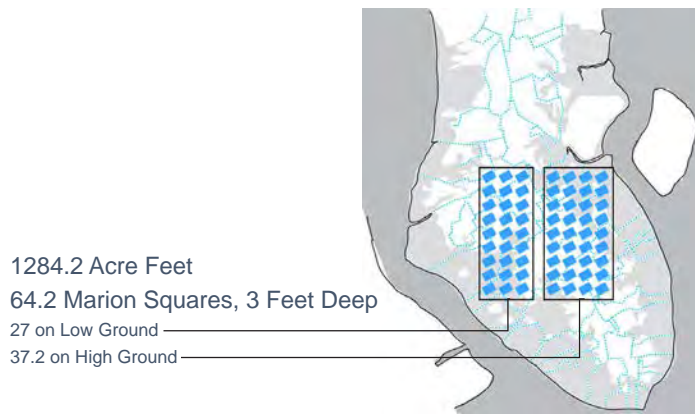 1284.2 Acre Feet
64.2 Marion Squares, 3 Feet Deep
27 on Low Ground
37.2 on High Ground